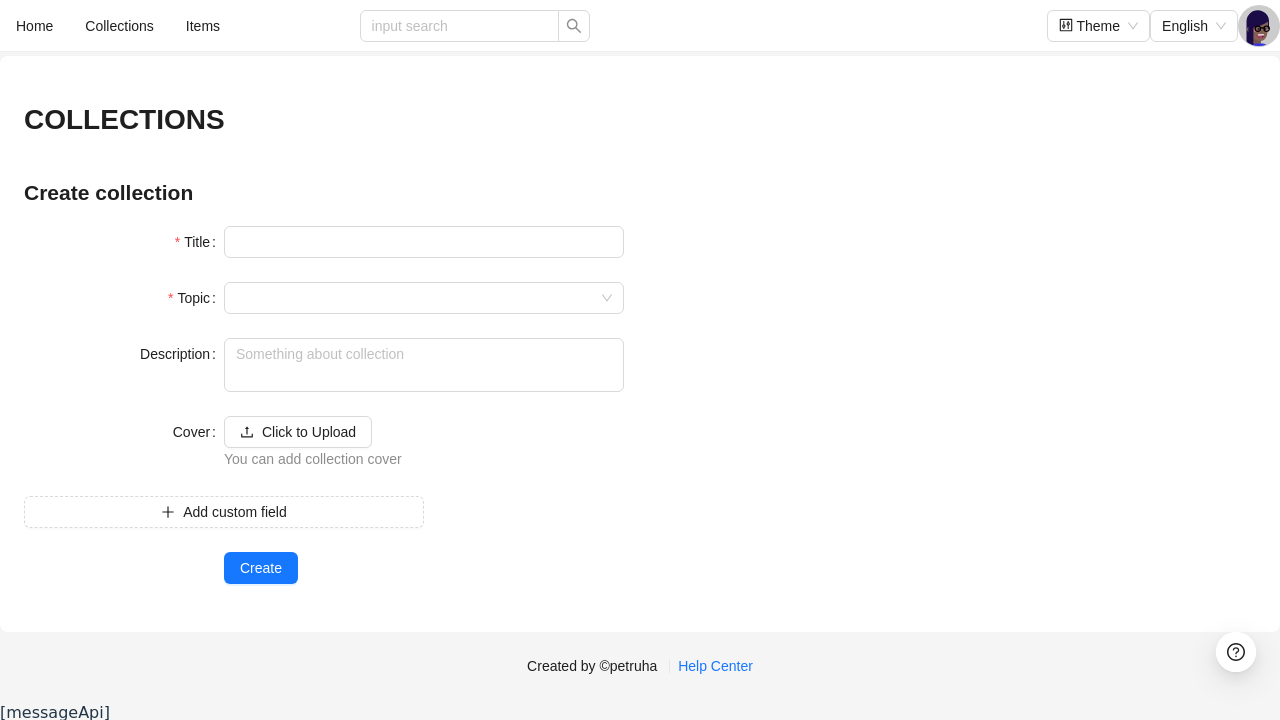 Home Collections Items input search Theme English
COLLECTIONS
Create collection
* Title :
* Topic :
Description : Something about collection
Cover : Click to Upload
You can add collection cover
Add custom field
Create
Created by ©petruha Help Center
[messageApi]